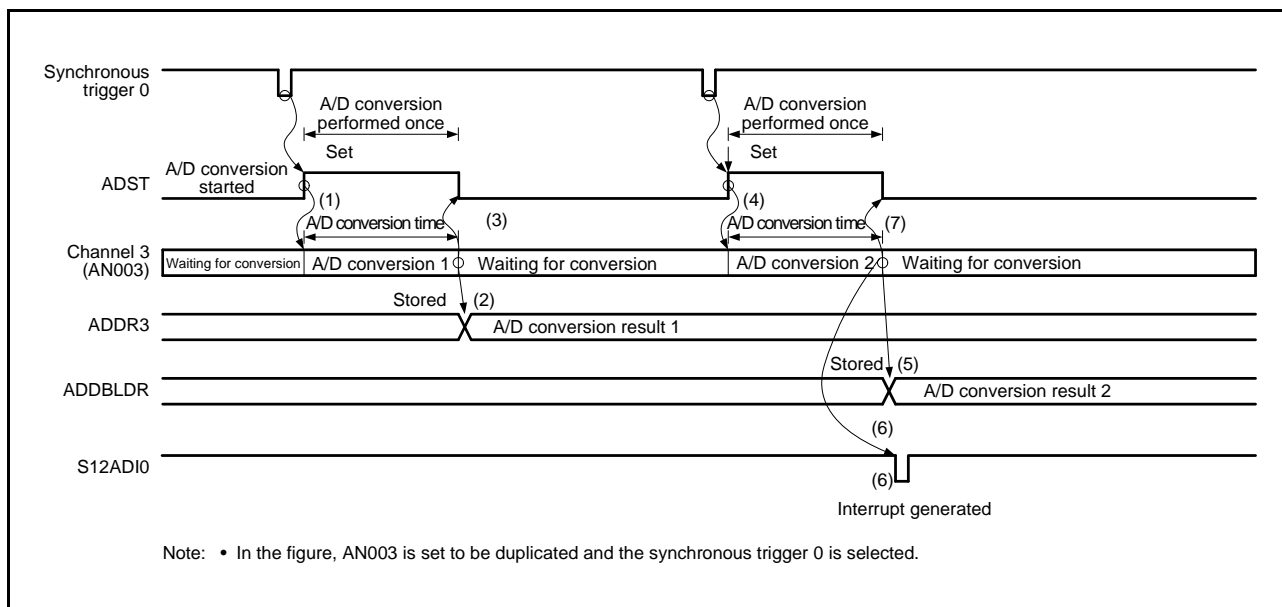 Synchronous
trigger 0
A/D conversion
performed once
A/D conversion
performed once
Set
Set
A/D conversion
started
ADST
(1)
(3)
(4)
(7)
A/D conversion time
A/D conversion time
Channel 3
(AN003)
Waiting for conversion
A/D conversion 1
Waiting for conversion
A/D conversion 2
Waiting for conversion
Stored
(2)
ADDR3
A/D conversion result 1
Stored
(5)
ADDBLDR
A/D conversion result 2
(6)
S12ADI0
(6)
Interrupt generated
Note: • In the figure, AN003 is set to be duplicated and the synchronous trigger 0 is selected.